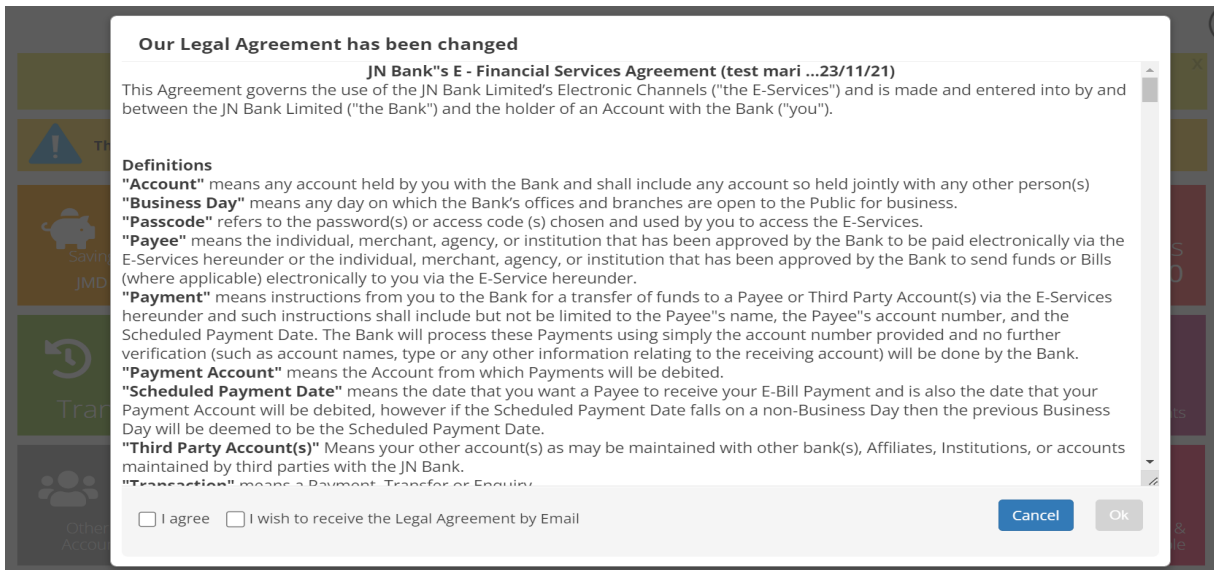 Our Legal Agreement has been changed
JN Bank"s E - Financial Services Agreement (test mari ...23/11/21)
This Agreement governs the use of the JN Bank Limited’s Electronic Channels ("the E-Services") and is made and entered into by and
between the JN Bank Limited ("the Bank") and the holder of an Account with the Bank ("you").
Definitions
"Account" means any account held by you with the Bank and shall include any account so held jointly with any other person(s)
"Business Day" means any day on which the Bank’s offices and branches are open to the Public for business.
"Passcode" refers to the password(s) or access code (s) chosen and used by you to access the E-Services.
"Payee" means the individual, merchant, agency, or institution that has been approved by the Bank to be paid electronically via the
E-Services hereunder or the individual, merchant, agency, or institution that has been approved by the Bank to send funds or Bills
(where applicable) electronically to you via the E-Service hereunder.
"Payment" means instructions from you to the Bank for a transfer of funds to a Payee or Third Party Account(s) via the E-Services
hereunder and such instructions shall include but not be limited to the Payee"s name, the Payee"s account number, and the
Scheduled Payment Date. The Bank will process these Payments using simply the account number provided and no further
verification (such as account names, type or any other information relating to the receiving account) will be done by the Bank.
"Payment Account" means the Account from which Payments will be debited.
"Scheduled Payment Date" means the date that you want a Payee to receive your E-Bill Payment and is also the date that your
Payment Account will be debited, however if the Scheduled Payment Date falls on a non-Business Day then the previous Business
Day will be deemed to be the Scheduled Payment Date.
"Third Party Account(s)" Means your other account(s) as may be maintained with other bank(s), Affiliates, Institutions, or accounts
maintained by third parties with the JN Bank.
"Transaction" means a Payment, Transfer or Enquiry
I agree I wish to receive the Legal Agreement by Email
Cancel Ok
Th
Savin
JMD
Tran
Other
Accou
X
S
0
ts
&
le